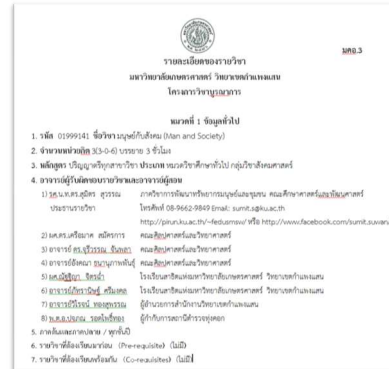 มคอ.3
รายละเอียดของรายวิชา
มหาวิทยาลัยเกษตรศาสตร์ วิทยาเขตกำแพงแสน
โครงการวิชาบูรณาการ
หมวดที่ 1 ข้อมูลทั่วไป
1. รหัส 01999141 ชื่อวิชา มนุษย์กับสังคม (Man and Society)
2. จำนวนหน่วยกิต 3(3-0-6) บรรยาย 3 ชั่วโมง
3. หลักสูตร ปริญญาตรีทุกสาขาวิชา ประเภท หมวดวิชาศึกษาทั่วไป กลุ่มวิชาสังคมศาสตร์
4. อาจารย์ผู้รับผิดชอบรายวิชาและอาจารย์ผู้สอน
1) รศ.น.ท.ดร.สุมิตร สุวรรณ ภาควิชาการพัฒนาทรัพยากรมนุษย์และชุมชน คณะศึกษาศาสตร์และพัฒนศาสตร์
ประธานรายวิชา โทรศัพท์ 08-9662-9849 Email: sumit.s@ku.ac.th
http://pirun.ku.ac.th/~fedusmsv/ หรือ http://www.facebook.com/sumit.suwan
2) ผศ.ดร.เครือมาศ สมัครการ คณะศิลปศาสตร์และวิทยาศาสตร์
3) อาจารย์ ดร.จุรีวรรณ จันพลา คณะศิลปศาสตร์และวิทยาศาสตร์
4) อาจารย์อังคณา ธนานุภาพพันธุ์ คณะศิลปศาสตร์และวิทยาศาสตร์
5) ผศ.ณัฐฐิญา จิตรฉ่ำ โรงเรียนสาธิตแห่งมหาวิทยาลัยเกษตรศาสตร์ วิทยาเขตกำแพงแสน
6) อาจารย์ภัทรานิษฐ์ ศรีมงคล โรงเรียนสาธิตแห่งมหาวิทยาลัยเกษตรศาสตร์ วิทยาเขตกำแพงแสน
7) อาจารย์วิโรจน์ ทองสุพรรณ ผู้อำนวยการสำนักงานวิทยาเขตกำแพงแสน
8) พ.ต.อ. รอดโพธิ์ทอง ผู้กำกับการสถานีตำรวจทุ่งคอก
5. ภาคต้นและภาคปลาย / ทุกชั้นปี
6. รายวิชาที่ต้องเรียนมาก่อน (Pre-requisite) (ไม่มี)
7. รายวิชาที่ต้องเรียนพร้อมกัน (Co-requisites) (ไม่มี)